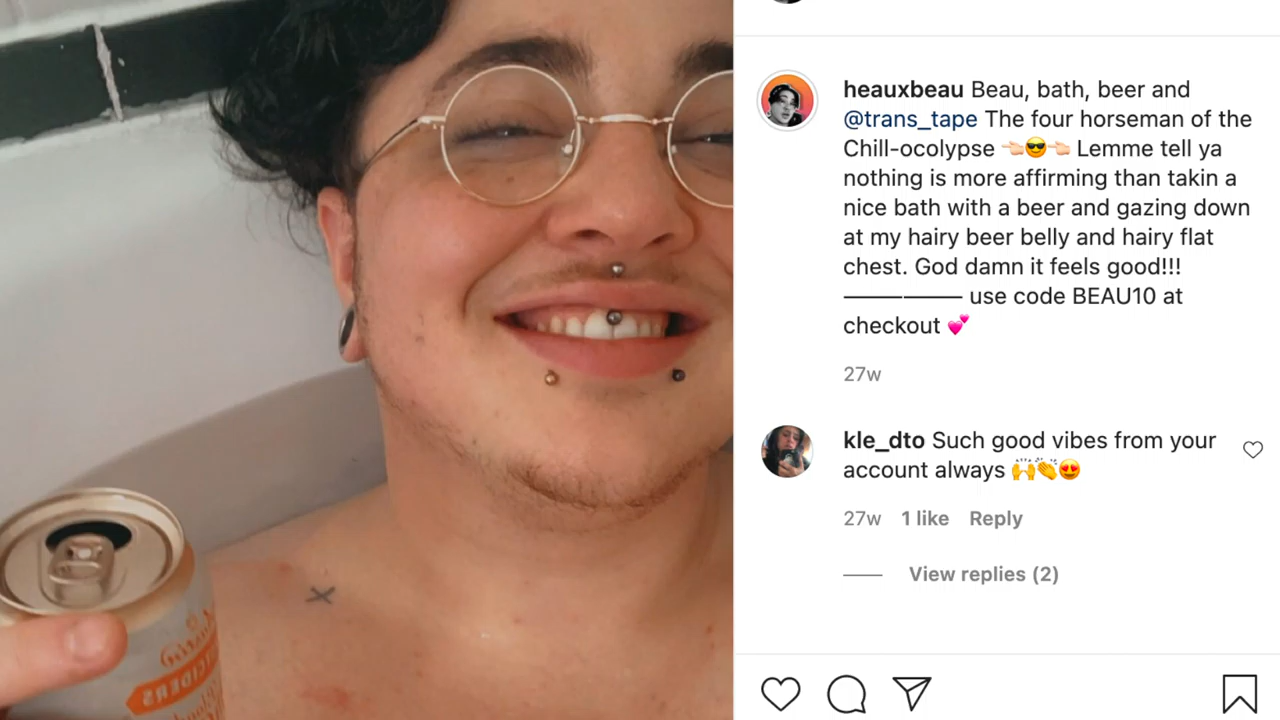 heauxbeau Beau, bath, beer and
@trans_tape The four horseman of the
Chill-ocolypse 👈🏻😎👈🏻 Lemme tell ya
nothing is more affirming than takin a
nice bath with a beer and gazing down
at my hairy beer belly and hairy flat
chest. God damn it feels good!!!
—————— use code BEAU10 at
checkout 💕
27w
kle_dto Such good vibes from your
account always 🙌👏😍
27w 1 like Reply
View replies (2)
CIDERS